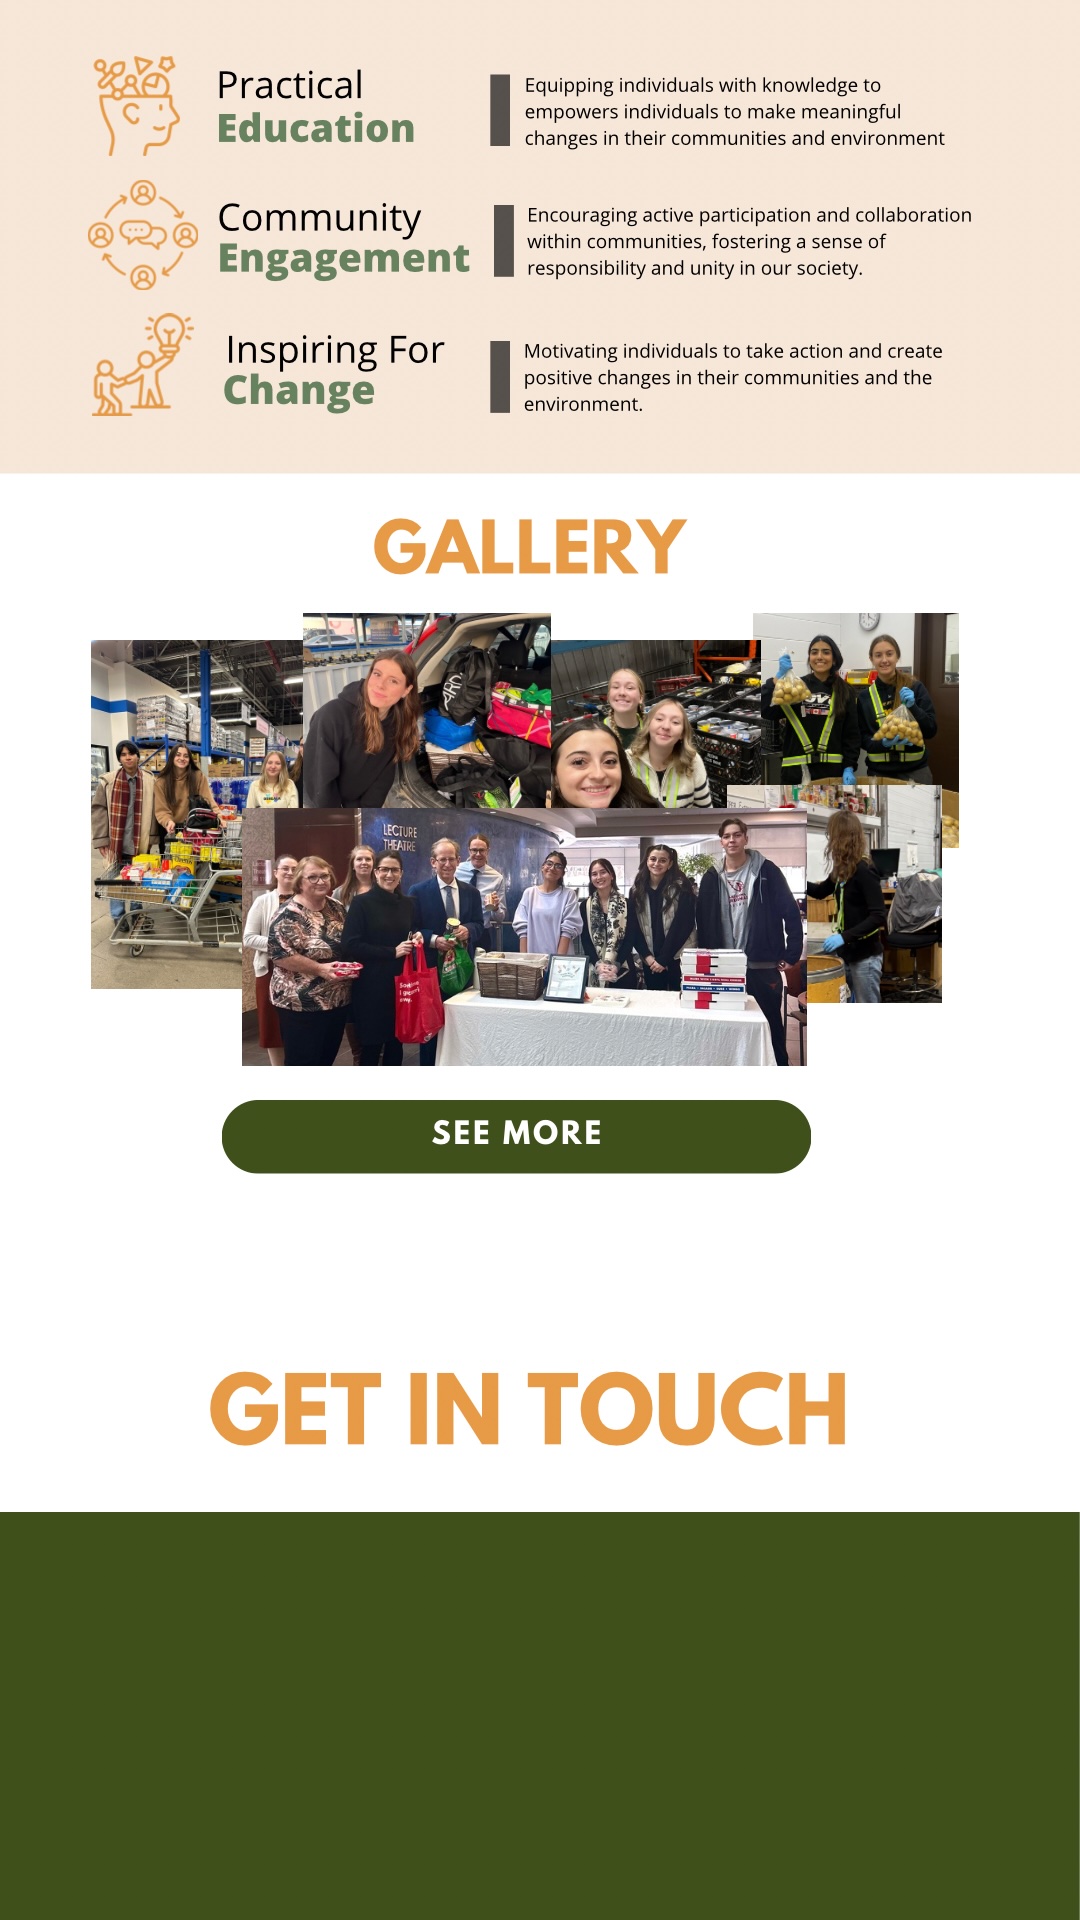 Practical
Education
Equipping individuals with knowledge to
empowers individuals to make meaningful
changes in their communities and environment
Community
Engagement
Encouraging active participation and collaboration
within communities, fostering a sense of
responsibility and unity in our society.
Inspiring For
Change
Motivating individuals to take action and create
positive changes in their communities and the
environment.
GALLERY
LECTURE
THEATRE
SEE MORE
GET IN TOUCH